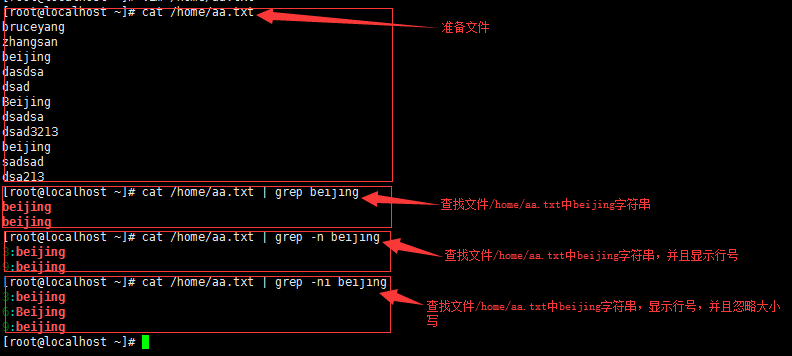 [root@localhost ~]# cat /home/aa.txt
准备文件
bruceyang
zhangsan
beijing
dasdsa
dsad
Beijing
dsadsa
dsad3213
beijing
sadsad
dsa213
[root@localhost ~]# cat /home/aa.txt | grep beijing
查找文件/home/aa.txt中beijing字符串
beijing
beijing
[root@localhost ~]# cat /home/aa.txt | grep -n beijing
查找文件/home/aa.txt中beijing字符串，并且显示行号
3:beijing
9:beijing
[root@localhost ~]# cat /home/aa.txt | grep -ni beijing
查找文件/home/aa.txt中beijing字符串，显示行号，并且忽略大小
写
3:beijing
6:Beijing
9:beijing
[root@localhost ~]#